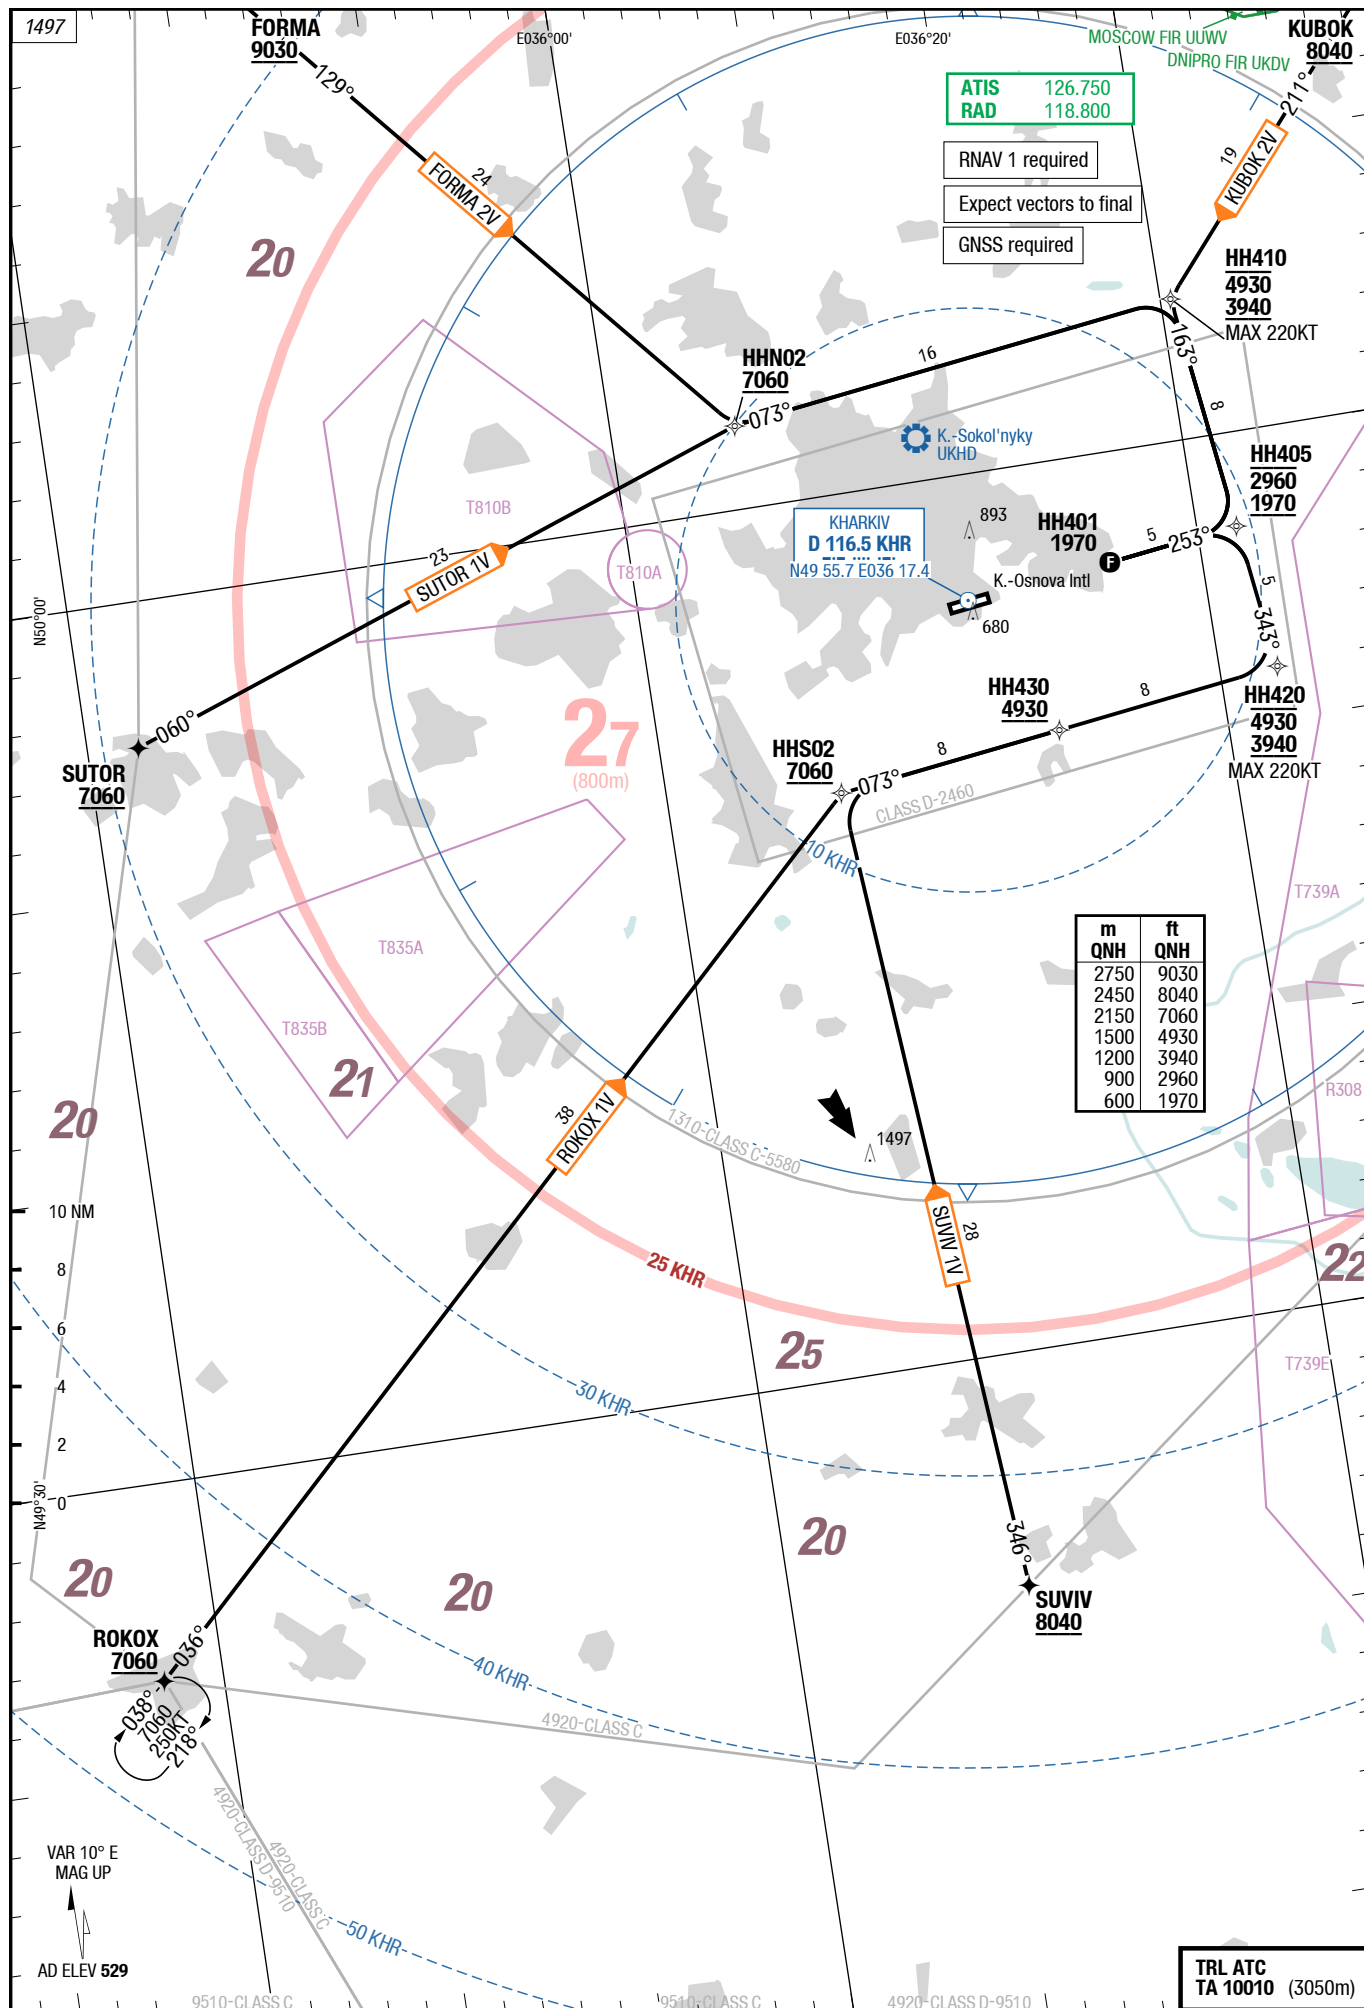 1497
FORMA
9030
E036°00'
E036°20'
MOSCOW FIR UUWV
DNIPRO FIR UKDV
KUBOK
8040
129°
211°
ATIS 126.750
RAD 118.800
RNAV 1 required
Expect vectors to final
GNSS required
24
FORMA 2V
19
KUBOK 2V
20
HH410
4930
3940
MAX 220KT
163°
HHN02
7060
16
073°
8
K.-Sokol'nyky
UKHD
HH405
2960
1970
T810B
KHARKIV
D 116.5 KHR
N49 55.7 E036 17.4
893
HH401
1970
5
253°
F
23
SUTOR 1V
T810A
K.-Osnova Intl
680
5
343°
N50°00'
060°
SUTOR
7060
27
(800m)
HH430
4930
8
HH420
4930
3940
MAX 220KT
HHS02
7060
8
073°
CLASS D-2460
10 KHR
T739A
T835A
T835B
21
20
m ft
QNH QNH
2750 9030
2450 8040
2150 7060
1500 4930
1200 3940
900 2960
600 1970
R308
38
ROKOX 1V
1310-CLASS C-5580
1497
10 NM
8
6
4
2
0
28
SUVIV 1V
25 KHR
22
25
T739E
30 KHR
N49°30'
20
20
20
346°
SUVIV
8040
ROKOX
7060
036°
038°
7060
250KT
218°
40 KHR
4920-CLASS C
4920-CLASS C
4920-CLASS D-9510
VAR 10° E
MAG UP
50 KHR
AD ELEV 529
TRL ATC
TA 10010 (3050m)
9510-CLASS C
9510-CLASS C
4920-CLASS D-9510